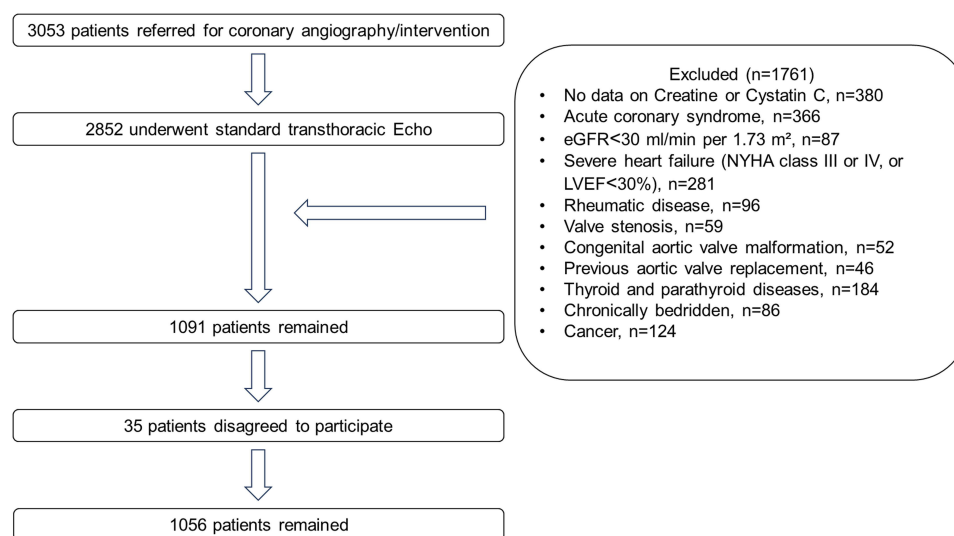 3053 patients referred for coronary angiography/intervention
2852 underwent standard transthoracic Echo
Excluded (n=1761)
• No data on Creatine or Cystatin C, n=380
• Acute coronary syndrome, n=366
• eGFR<30 ml/min per 1.73 m², n=87
• Severe heart failure (NYHA class III or IV, or
LVEF<30%), n=281
• Rheumatic disease, n=96
• Valve stenosis, n=59
• Congenital aortic valve malformation, n=52
• Previous aortic valve replacement, n=46
• Thyroid and parathyroid diseases, n=184
• Chronically bedridden, n=86
• Cancer, n=124
1091 patients remained
35 patients disagreed to participate
1056 patients remained